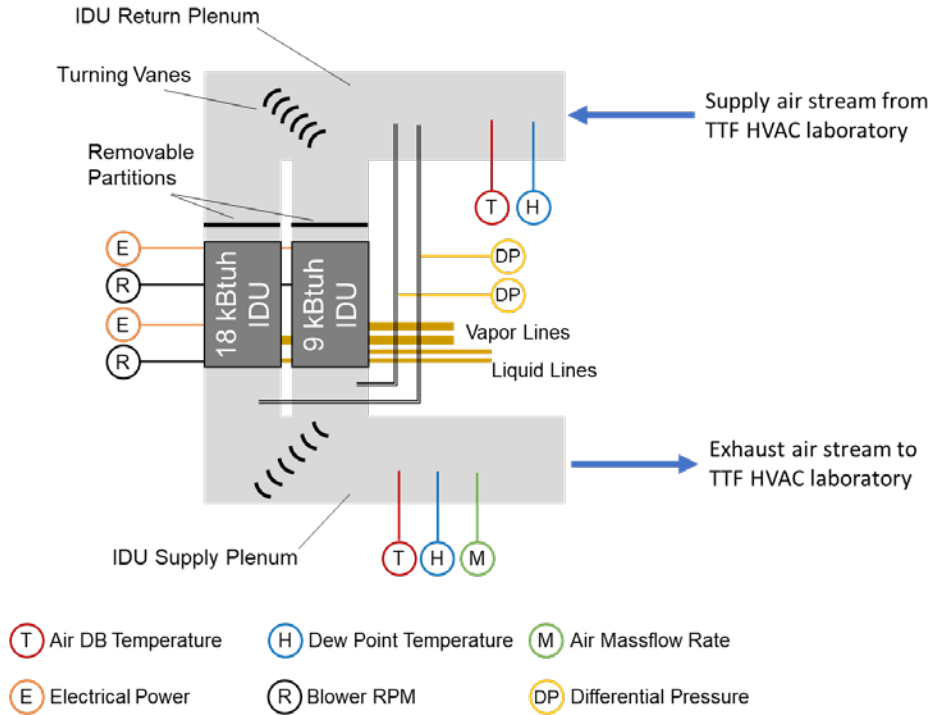 IDU Return Plenum
Turning Vanes
Supply air stream from
TTF HVAC laboratory
Removable
Partitions
T
H
E
R
E
R
18 kBtuh
IDU
9 kBtuh
IDU
DP
DP
Vapor Lines
Liquid Lines
Exhaust air stream to
TTF HVAC laboratory
IDU Supply Plenum
T
H
M
T Air DB Temperature
H Dew Point Temperature
M Air Massflow Rate
E Electrical Power
R Blower RPM
DP Differential Pressure